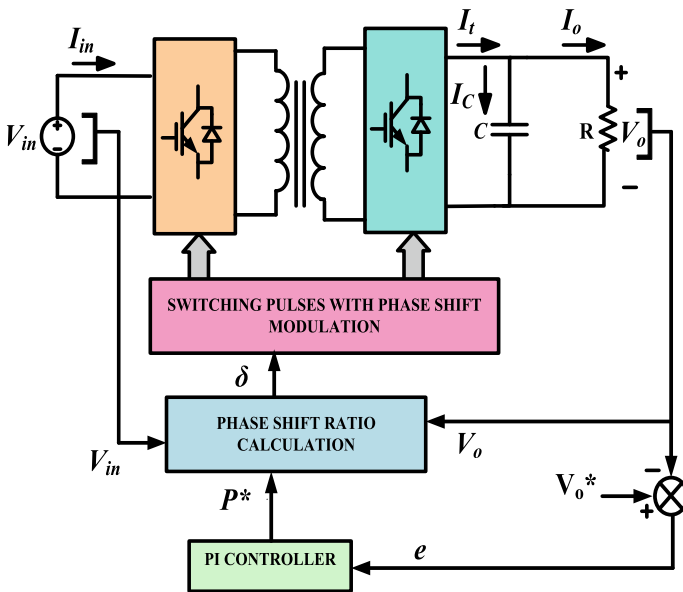 I_in
I_t
I_o
+
I_C
V_in
+
-
C
R
V_o
−
SWITCHING PULSES WITH PHASE SHIFT
MODULATION
δ
PHASE SHIFT RATIO
CALCULATION
V_in
V_o
P*
−
V_o*
+
PI CONTROLLER
e